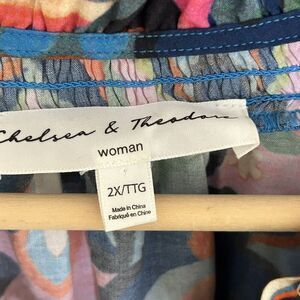 Chelsea & Theodore
woman
2X/TTG
Made in China
Fabriqué en Chine